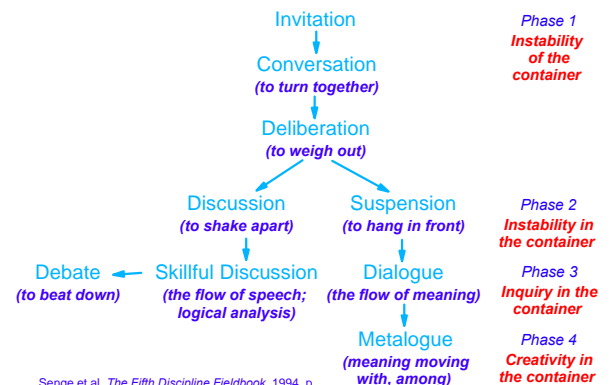 Invitation
Phase 1
Instability
of the
container
Conversation
(to turn together)
Deliberation
(to weigh out)
Discussion
(to shake apart)
Suspension
(to hang in front)
Phase 2
Instability in
the container
Debate
(to beat down)
Skillful Discussion
(the flow of speech;
logical analysis)
Dialogue
(the flow of meaning)
Phase 3
Inquiry in the
container
Metalogue
(meaning moving
with, among)
Phase 4
Creativity in
the container
Senge et al, The Fifth Discipline Fieldbook, 1994, p.